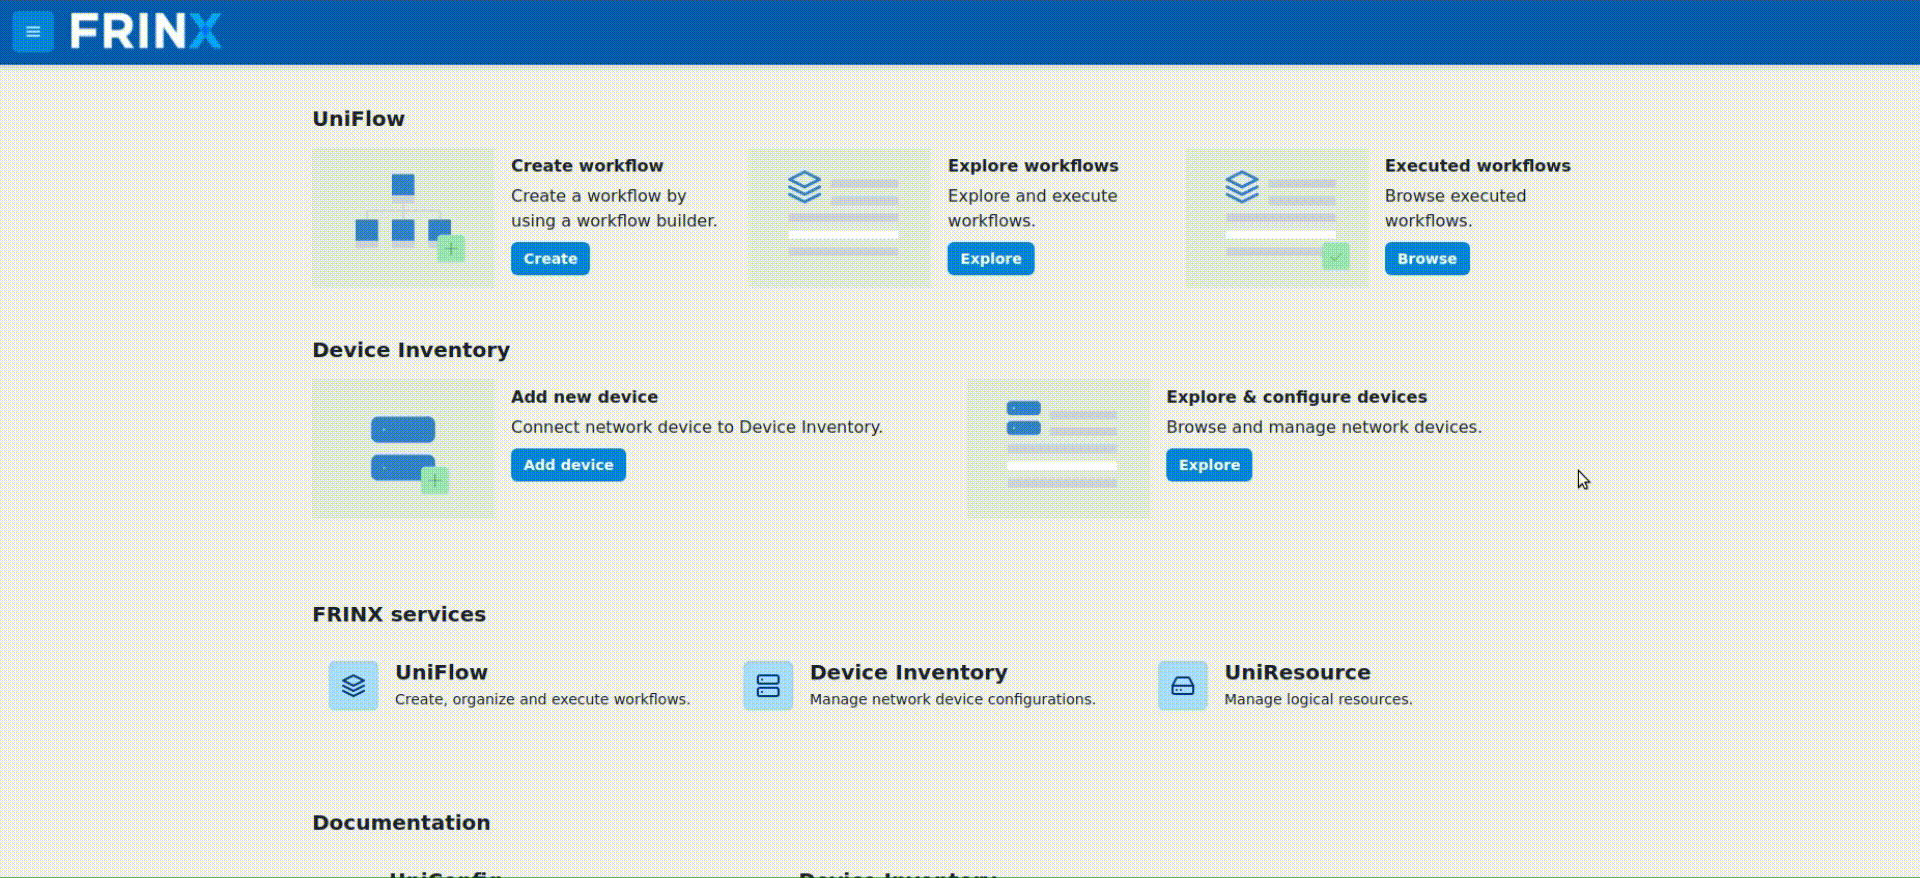 FRINX
UniFlow
Create workflow
Create a workflow by
using a workflow builder.
Create
Explore workflows
Explore and execute
workflows.
Explore
Executed workflows
Browse executed
workflows.
Browse
Device Inventory
Add new device
Connect network device to Device Inventory.
Add device
Explore & configure devices
Browse and manage network devices.
Explore
FRINX services
UniFlow
Create, organize and execute workflows.
Device Inventory
Manage network device configurations.
UniResource
Manage logical resources.
Documentation
UniConfig
Device Inventory